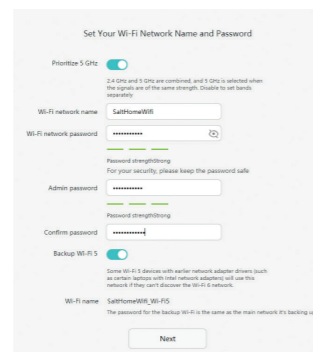 Set Your Wi-Fi Network Name and Password
Prioritize 5 GHz
2.4 GHz and 5 GHz are combined, and 5 GHz is selected when
the signals are of the same strength. Disable to set bands
separately
Wi-Fi network name SaltHomeWifi
Wi-Fi network password •••••••••••
Password strengthStrong
For your security, please keep the password safe
Admin password •••••••••••
Password strengthStrong
Confirm password •••••••••••
Backup Wi-Fi 5
Some Wi-Fi 5 devices with earlier network adapter drivers (such
as certain laptops with Intel network adapters) will use this
network if they can't discover the Wi-Fi 6 network.
Wi-Fi name SaltHomeWifi_Wi-Fi5
The password for the backup Wi-Fi is the same as the main network it's backing up
Next